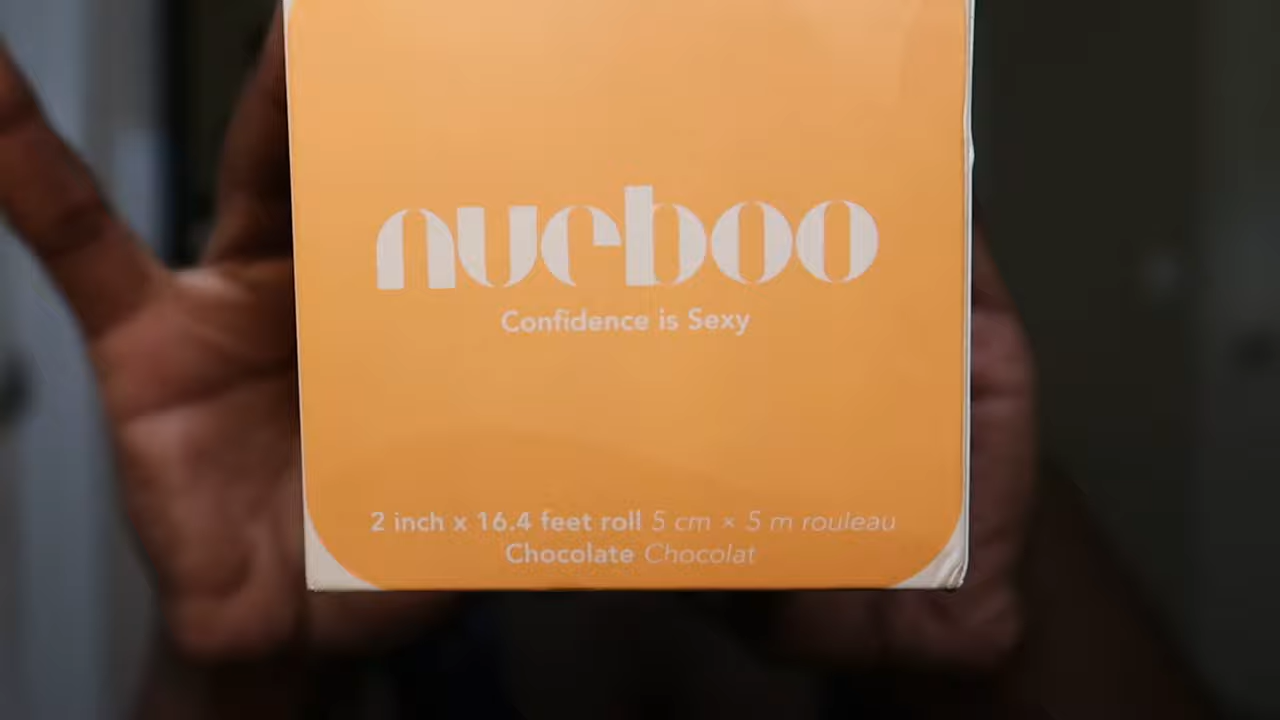 nueboo
Confidence is Sexy
2 inch x 16.4 feet roll 5 cm × 5 m rouleau
Chocolate Chocolat